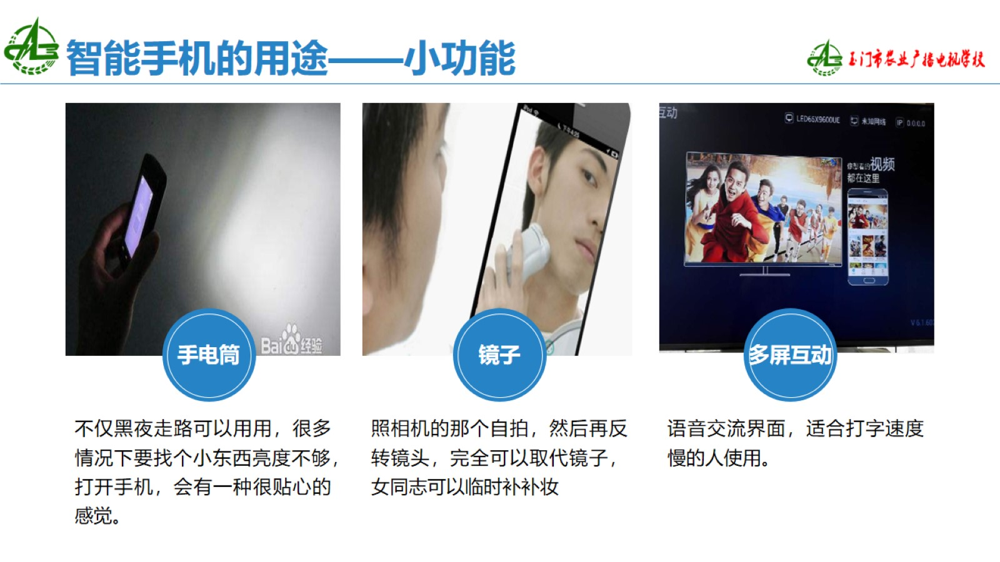 智能手机的用途——小功能
玉门市农业广播电视学校
iPod
下午4:25
互动
LED65X9600UE
未知网络
IP 0.0.0.0
你想看的视频
都在这里
Baidu经验
手电筒
镜子
多屏互动
不仅黑夜走路可以用用，很多
情况下要找个小东西亮度不够，
打开手机，会有一种很贴心的
感觉。
照相机的那个自拍，然后再反
转镜头，完全可以取代镜子，
女同志可以临时补补妆
语音交流界面，适合打字速度
慢的人使用。